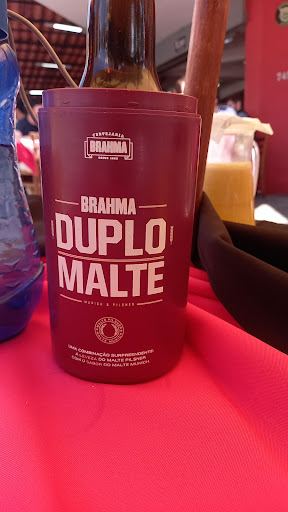 CERVEJARIA
BRAHMA
DESDE 1888
BRAHMA
DUPLO
MALTE
MUNICH & PILSNER
UMA COMBINAÇÃO SURPREENDENTE:
A LEVEZA DO MALTE PILSNER
COM O SABOR DO MALTE MUNICH.